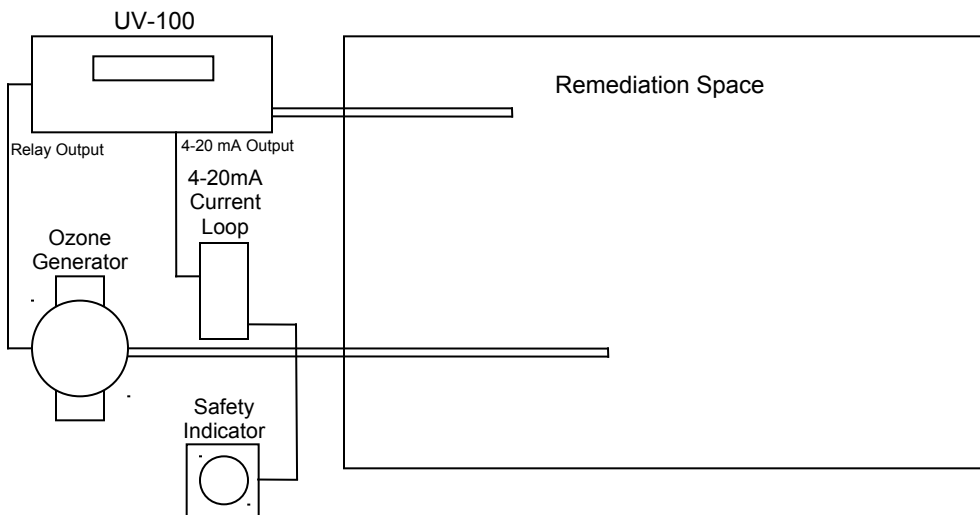 UV-100
Remediation Space
Relay Output
4-20 mA Output
4-20mA
Current
Loop
Ozone
Generator
Safety
Indicator